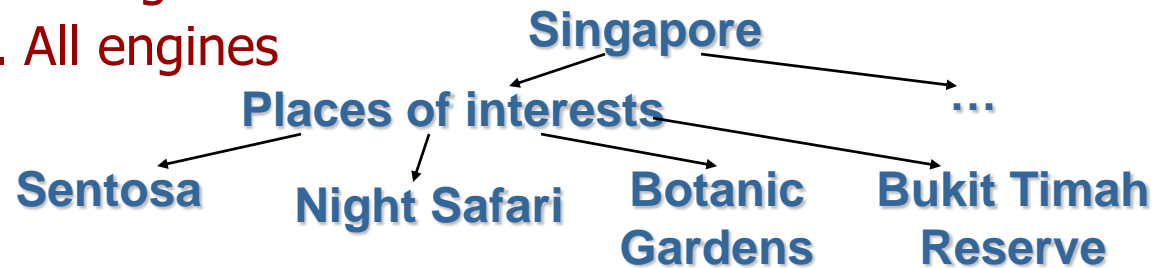 . All engines
Singapore
Places of interests
...
Sentosa
Night Safari
Botanic
Gardens
Bukit Timah
Reserve